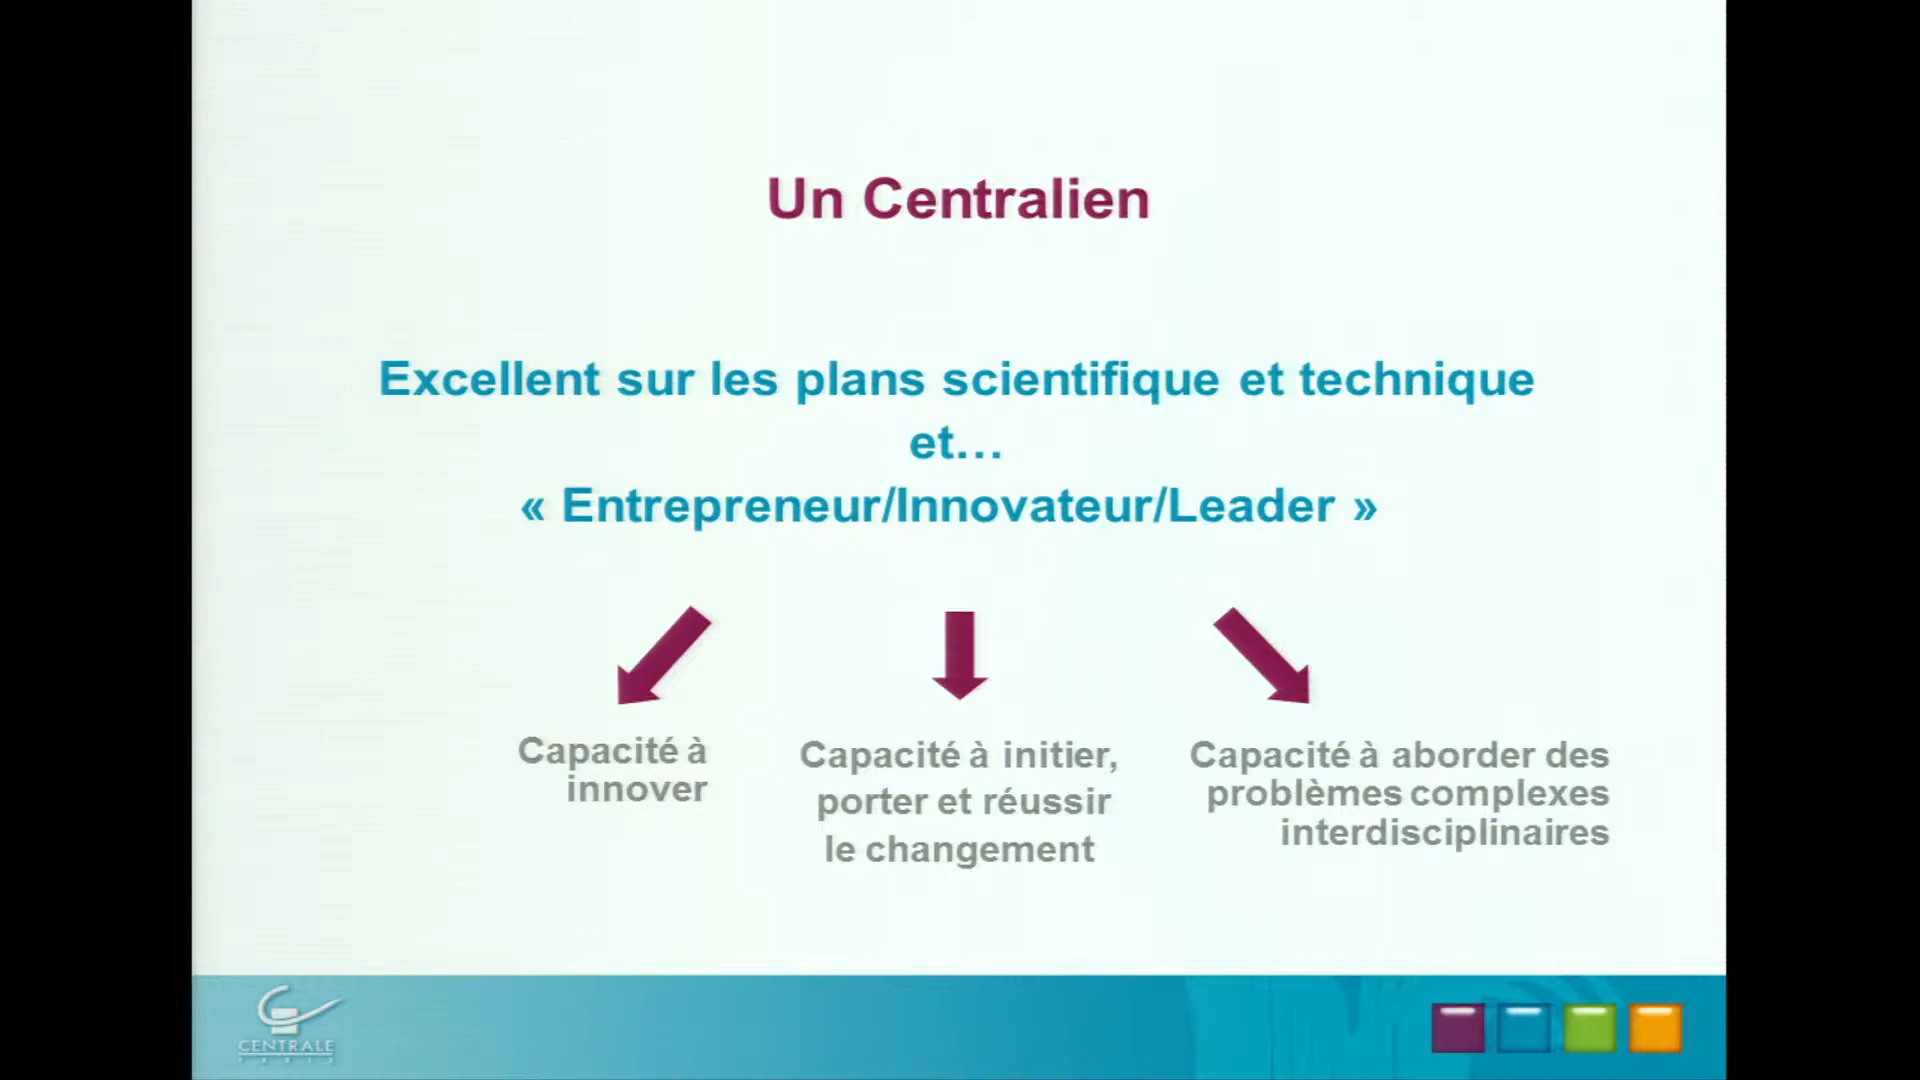 Un Centralien
Excellent sur les plans scientifique et technique
et…
« Entrepreneur/Innovateur/Leader »
Capacité à
innover
Capacité à initier,
porter et réussir
le changement
Capacité à aborder des
problèmes complexes
interdisciplinaires
CENTRALE
PARIS